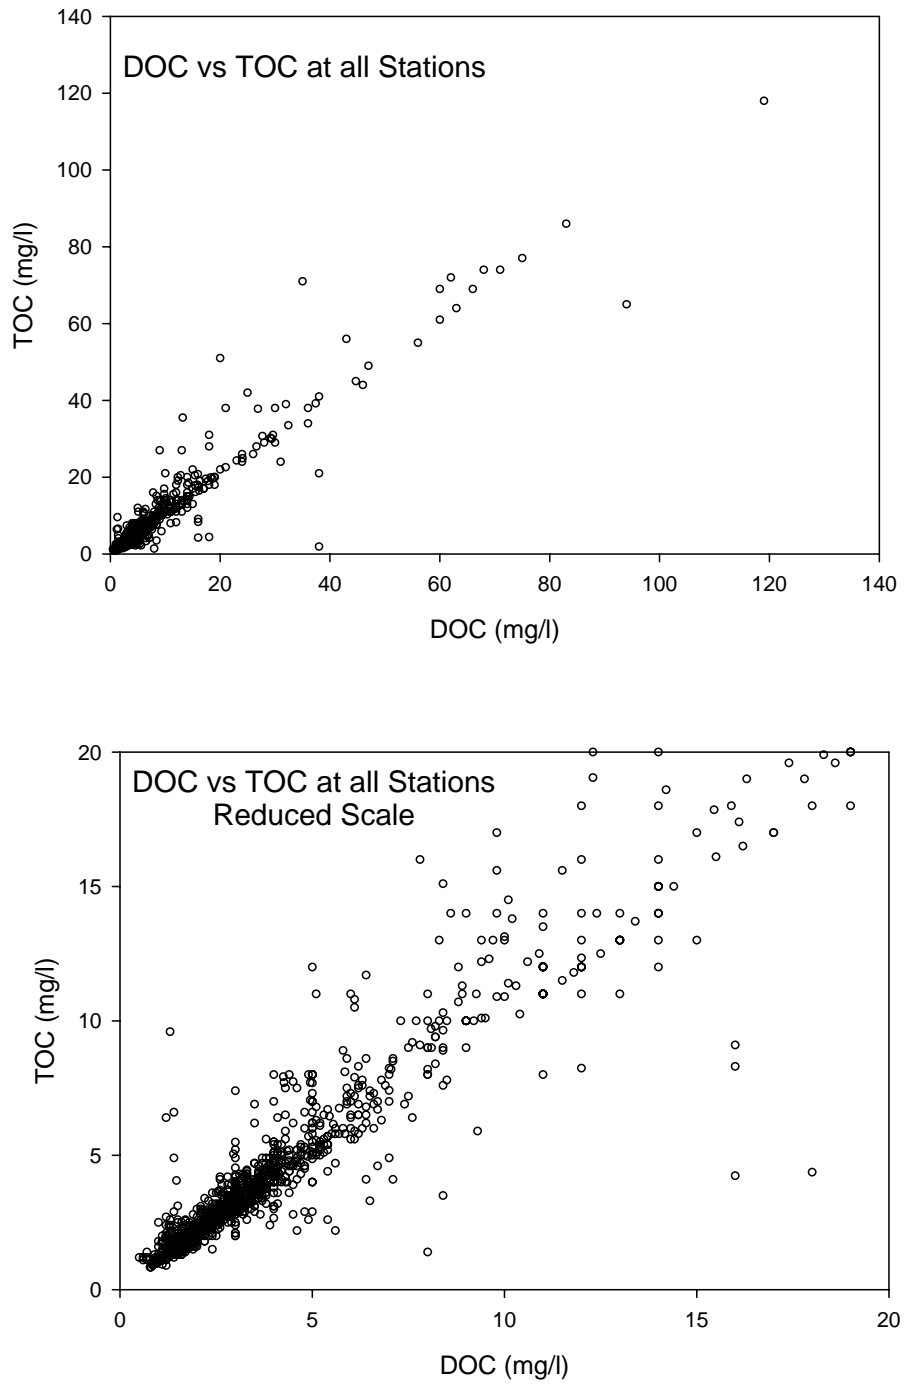 DOC vs TOC at all Stations
140
120
100
80
60
40
20
0
TOC (mg/l)
0 20 40 60 80 100 120 140
DOC (mg/l)
DOC vs TOC at all Stations
Reduced Scale
20
15
10
5
0
TOC (mg/l)
0 5 10 15 20
DOC (mg/l)